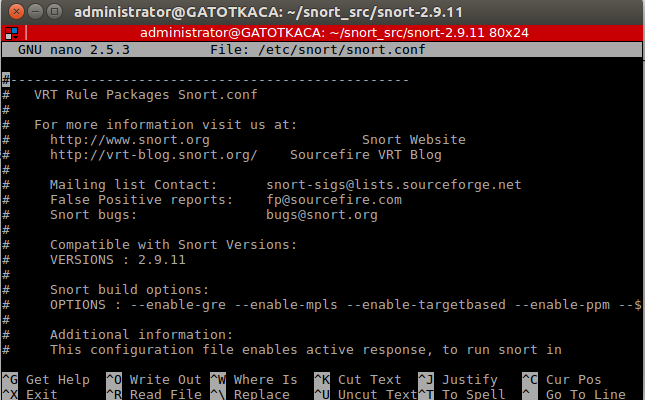 administrator@GATOTKACA: ~/snort_src/snort-2.9.11
administrator@GATOTKACA: ~/snort_src/snort-2.9.11 80x24
GNU nano 2.5.3 File: /etc/snort/snort.conf
#--------------------------------------------------
# VRT Rule Packages Snort.conf
#
# For more information visit us at:
# http://www.snort.org Snort Website
# http://vrt-blog.snort.org/ Sourcefire VRT Blog
#
# Mailing list Contact: snort-sigs@lists.sourceforge.net
# False Positive reports: fp@sourcefire.com
# Snort bugs: bugs@snort.org
#
# Compatible with Snort Versions:
# VERSIONS : 2.9.11
#
# Snort build options:
# OPTIONS : --enable-gre --enable-mpls --enable-targetbased --enable-ppm --$
#
# Additional information:
# This configuration file enables active response, to run snort in
^G Get Help ^O Write Out ^W Where Is ^K Cut Text ^J Justify ^C Cur Pos
^X Exit ^R Read File ^\ Replace ^U Uncut Text ^T To Spell ^_ Go To Line